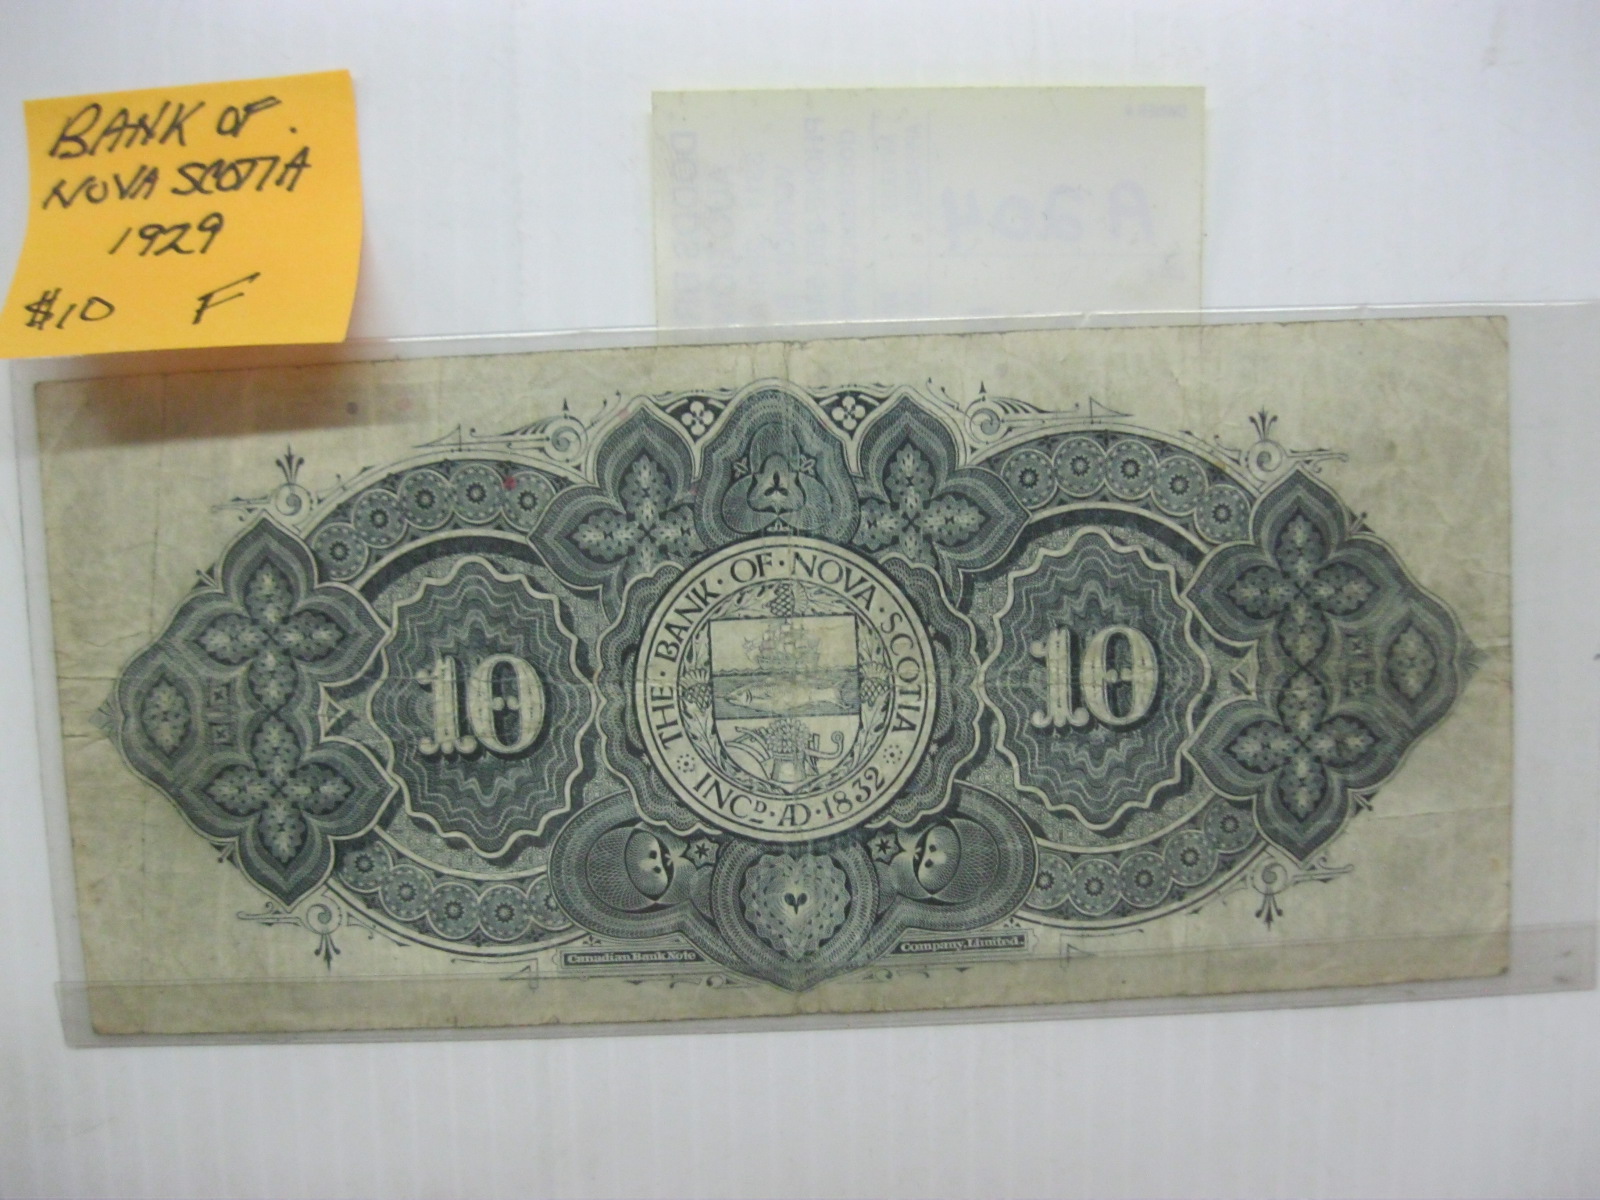 BANK OF.
NOVA SCOTIA
1929
$10 F
A204
THE · BANK · OF · NOVA · SCOTIA
INCD · AD · 1832
10
10
Canadian Bank Note
Company, Limited.